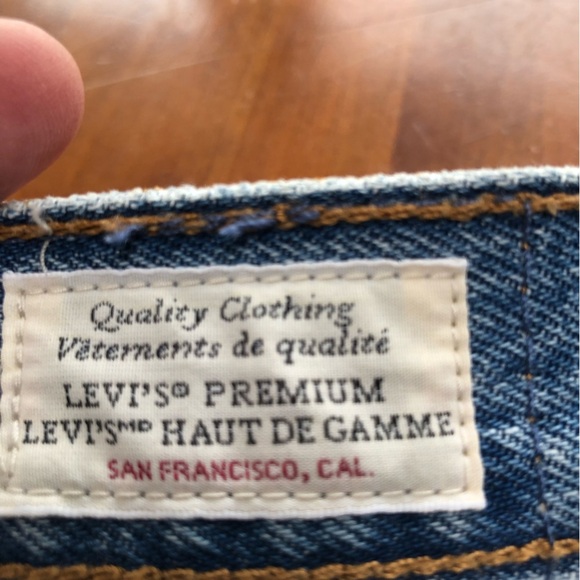 Quality Clothing
Vêtements de qualité
LEVI'S® PREMIUM
LEVI'Sᴹᴰ HAUT DE GAMME
SAN FRANCISCO, CAL.